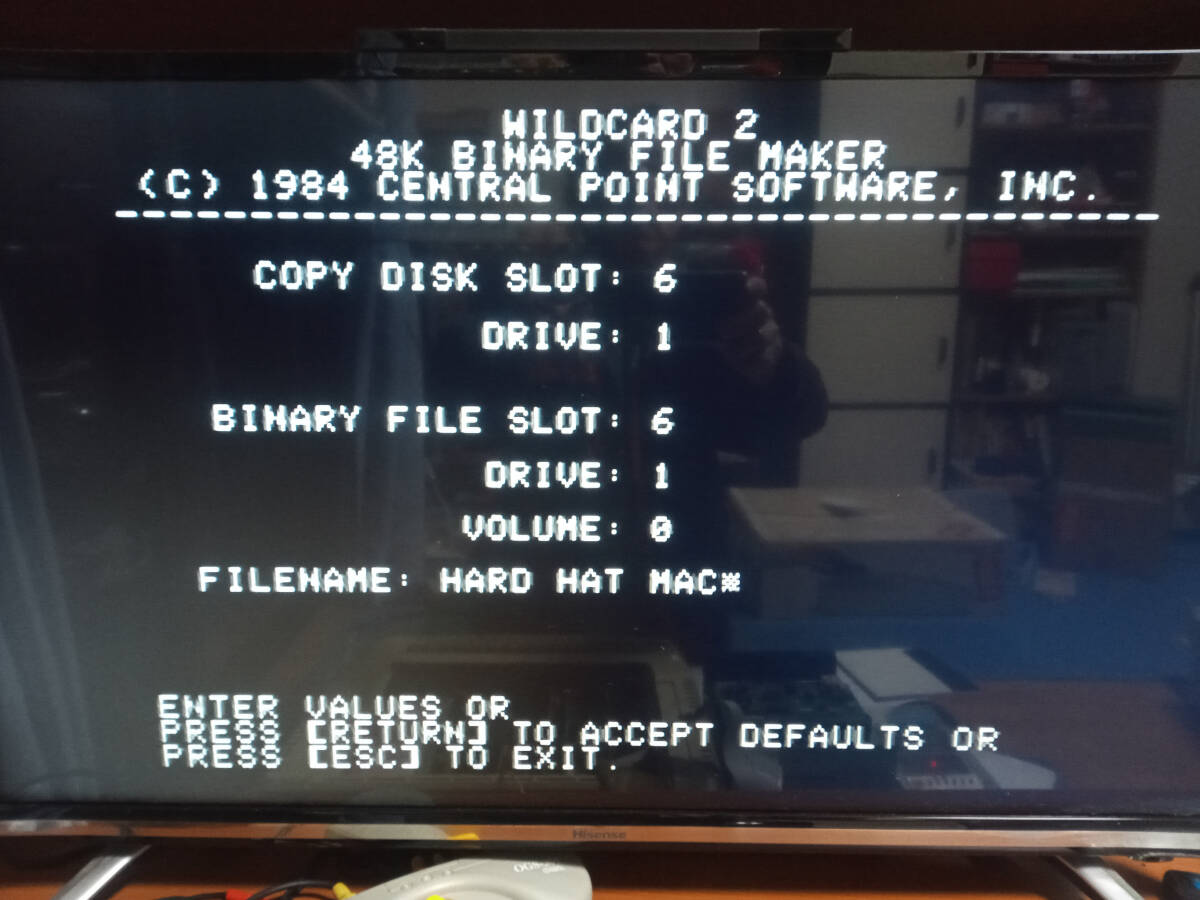 WILDCARD 2
48K BINARY FILE MAKER
(C) 1984 CENTRAL POINT SOFTWARE, INC.
----------------------------------------
COPY DISK SLOT: 6
DRIVE: 1
BINARY FILE SLOT: 6
DRIVE: 1
VOLUME: 0
FILENAME: HARD HAT MAC
ENTER VALUES OR
PRESS [RETURN] TO ACCEPT DEFAULTS OR
PRESS [ESC] TO EXIT.
Hisense